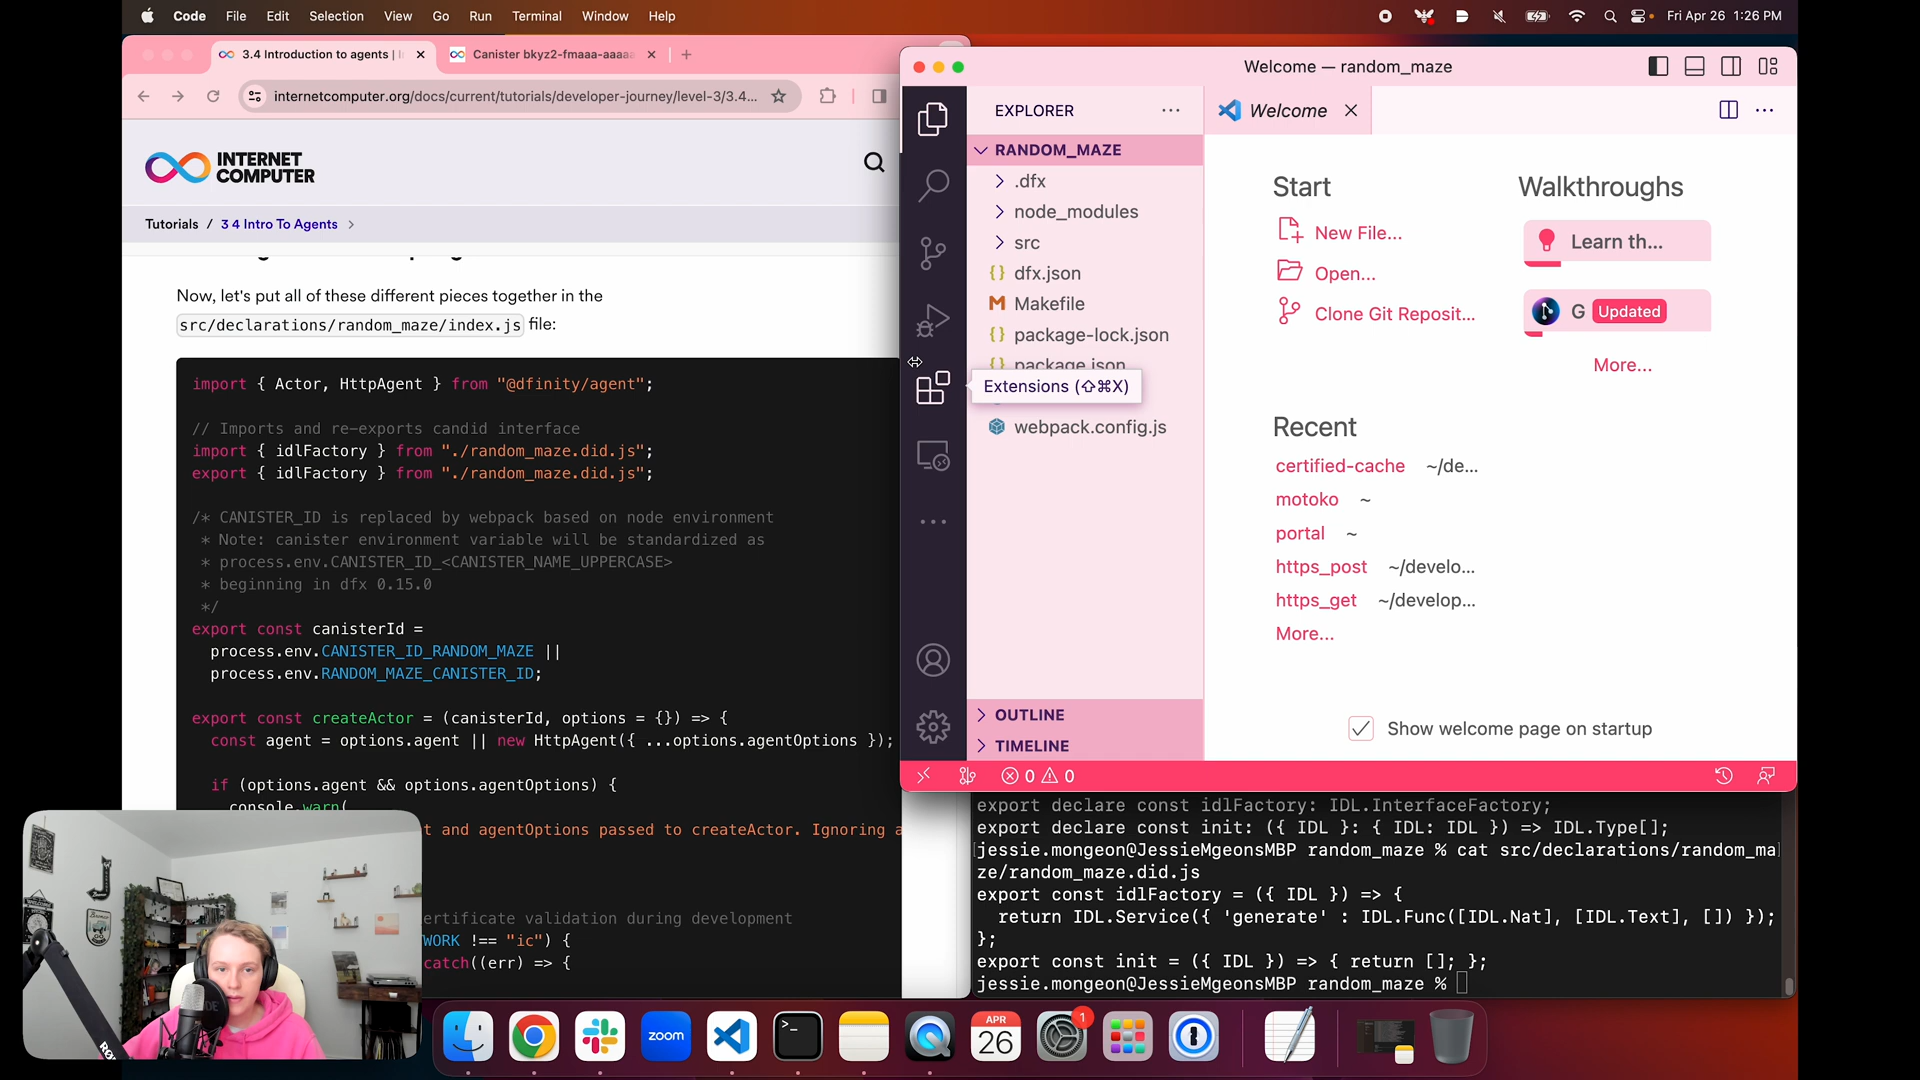 Code File Edit Selection View Go Run Terminal Window Help
Fri Apr 26 1:26 PM
3.4 Introduction to agents | I
Canister bkyz2-fmaaa-aaaaa
internetcomputer.org/docs/current/tutorials/developer-journey/level-3/3.4...
INTERNET
COMPUTER
Tutorials / 3 4 Intro To Agents >
Now, let's put all of these different pieces together in the
src/declarations/random_maze/index.js file:
import { Actor, HttpAgent } from "@dfinity/agent";
// Imports and re-exports candid interface
import { idlFactory } from "./random_maze.did.js";
export { idlFactory } from "./random_maze.did.js";
/* CANISTER_ID is replaced by webpack based on node environment
* Note: canister environment variable will be standardized as
* process.env.CANISTER_ID_<CANISTER_NAME_UPPERCASE>
* beginning in dfx 0.15.0
*/
export const canisterId =
process.env.CANISTER_ID_RANDOM_MAZE ||
process.env.RANDOM_MAZE_CANISTER_ID;
export const createActor = (canisterId, options = {}) => {
const agent = options.agent || new HttpAgent({ ...options.agentOptions });
if (options.agent && options.agentOptions) {
console.warn(
t and agentOptions passed to createActor. Ignoring a
ertificate validation during development
WORK !== "ic") {
catch((err) => {
Welcome — random_maze
EXPLORER
Welcome
RANDOM_MAZE
.dfx
node_modules
src
dfx.json
Makefile
package-lock.json
package.json
Extensions (⇧⌘X)
webpack.config.js
OUTLINE
TIMELINE
Start
New File...
Open...
Clone Git Reposit...
Walkthroughs
Learn th...
G Updated
More...
Recent
certified-cache ~/de...
motoko ~
portal ~
https_post ~/develo...
https_get ~/develop...
More...
Show welcome page on startup
0 0
export declare const idlFactory: IDL.InterfaceFactory;
export declare const init: ({ IDL }: { IDL: IDL }) => IDL.Type[];
jessie.mongeon@JessieMgeonsMBP random_maze % cat src/declarations/random_ma
ze/random_maze.did.js
export const idlFactory = ({ IDL }) => {
return IDL.Service({ 'generate' : IDL.Func([IDL.Nat], [IDL.Text], []) });
};
export const init = ({ IDL }) => { return []; };
jessie.mongeon@JessieMgeonsMBP random_maze %
zoom
APR
26
1